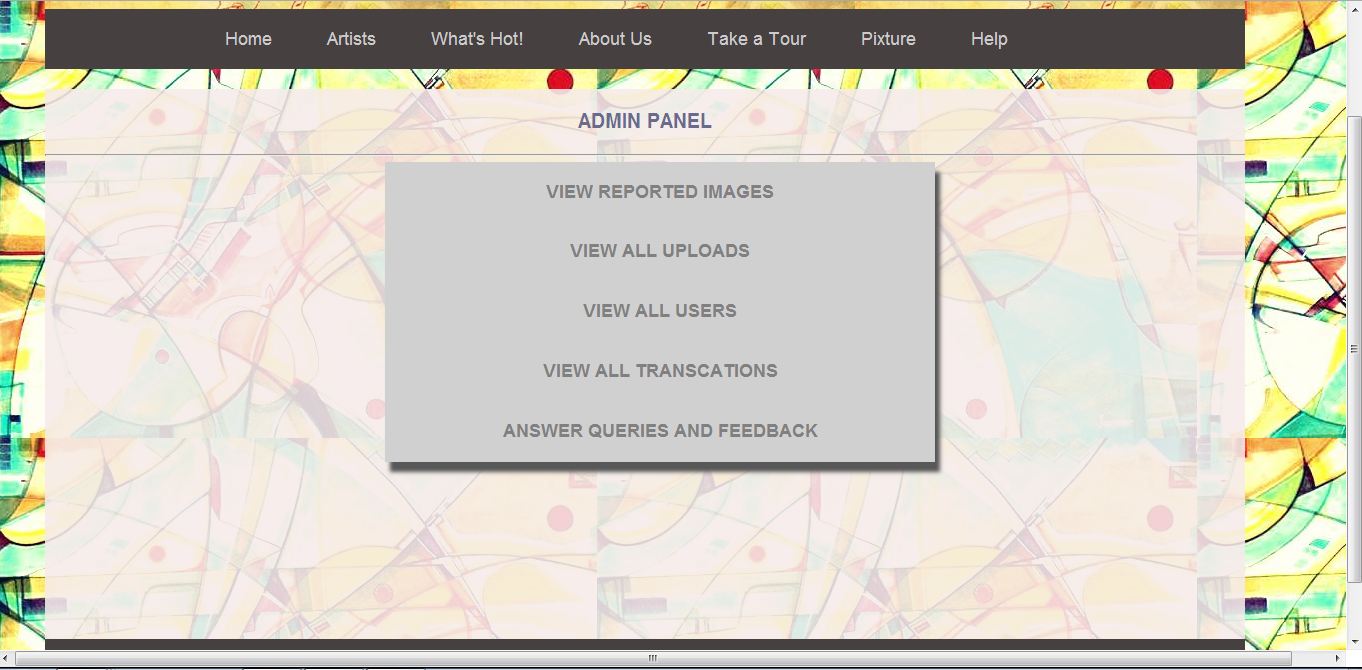 Home Artists What's Hot! About Us Take a Tour Pixture Help
ADMIN PANEL
VIEW REPORTED IMAGES
VIEW ALL UPLOADS
VIEW ALL USERS
VIEW ALL TRANSCATIONS
ANSWER QUERIES AND FEEDBACK